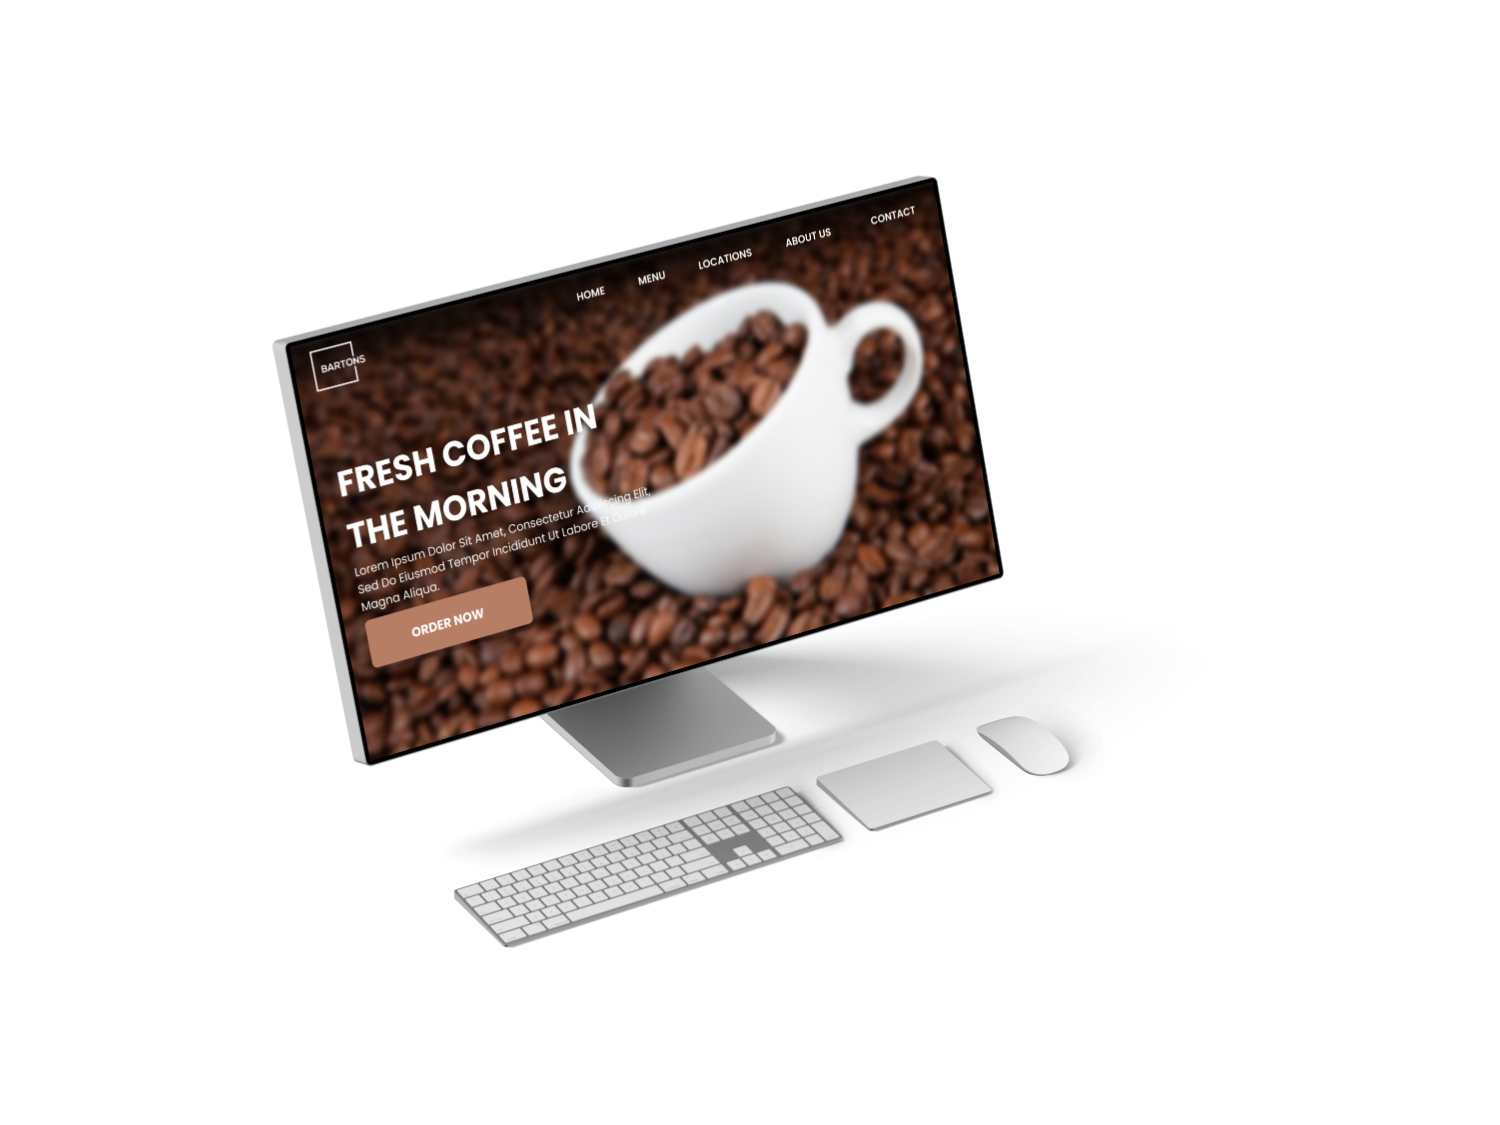 HOME MENU LOCATIONS ABOUT US CONTACT
BARTONS
FRESH COFFEE IN
THE MORNING
Lorem Ipsum Dolor Sit Amet, Consectetur Adipiscing Elit,
Sed Do Eiusmod Tempor Incididunt Ut Labore Et Dolore
Magna Aliqua.
ORDER NOW